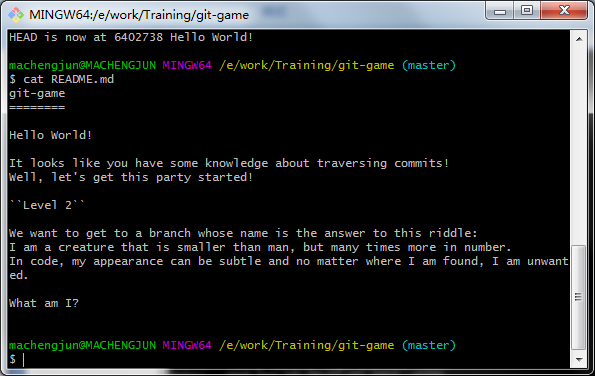 MINGW64:/e/work/Training/git-game
HEAD is now at 6402738 Hello World!
machengjun@MACHENGJUN MINGW64 /e/work/Training/git-game (master)
$ cat README.md
git-game
========
Hello World!
It looks like you have some knowledge about traversing commits!
Well, let's get this party started!
``Level 2``
We want to get to a branch whose name is the answer to this riddle:
I am a creature that is smaller than man, but many times more in number.
In code, my appearance can be subtle and no matter where I am found, I am unwant
ed.
What am I?
machengjun@MACHENGJUN MINGW64 /e/work/Training/git-game (master)
$